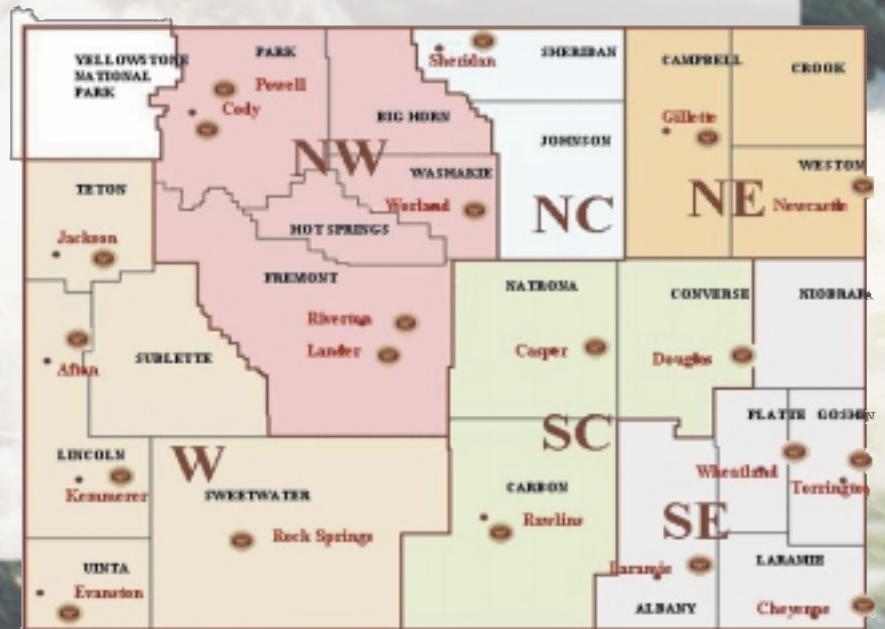 YELLOWSTONE
NATIONAL
PARK
PARK
Powell
Cody
BIG HORN
NW
WASHAKIE
Worland
HOT SPRINGS
FREMONT
Riverton
Lander
Sheridan
SHERIDAN
JOHNSON
NC
CAMPBELL
CROOK
Gillette
WESTON
NE
Newcastle
TETON
Jackson
Afton
SUBLETTE
LINCOLN
Kemmerer
W
SWEETWATER
Rock Springs
UINTA
Evanston
NATRONA
Casper
CONVERSE
Douglas
SC
CARBON
Rawlins
NIOBRARA
PLATTE
GOSHEN
Wheatland
Torrington
SE
Laramie
ALBANY
LARAMIE
Cheyenne